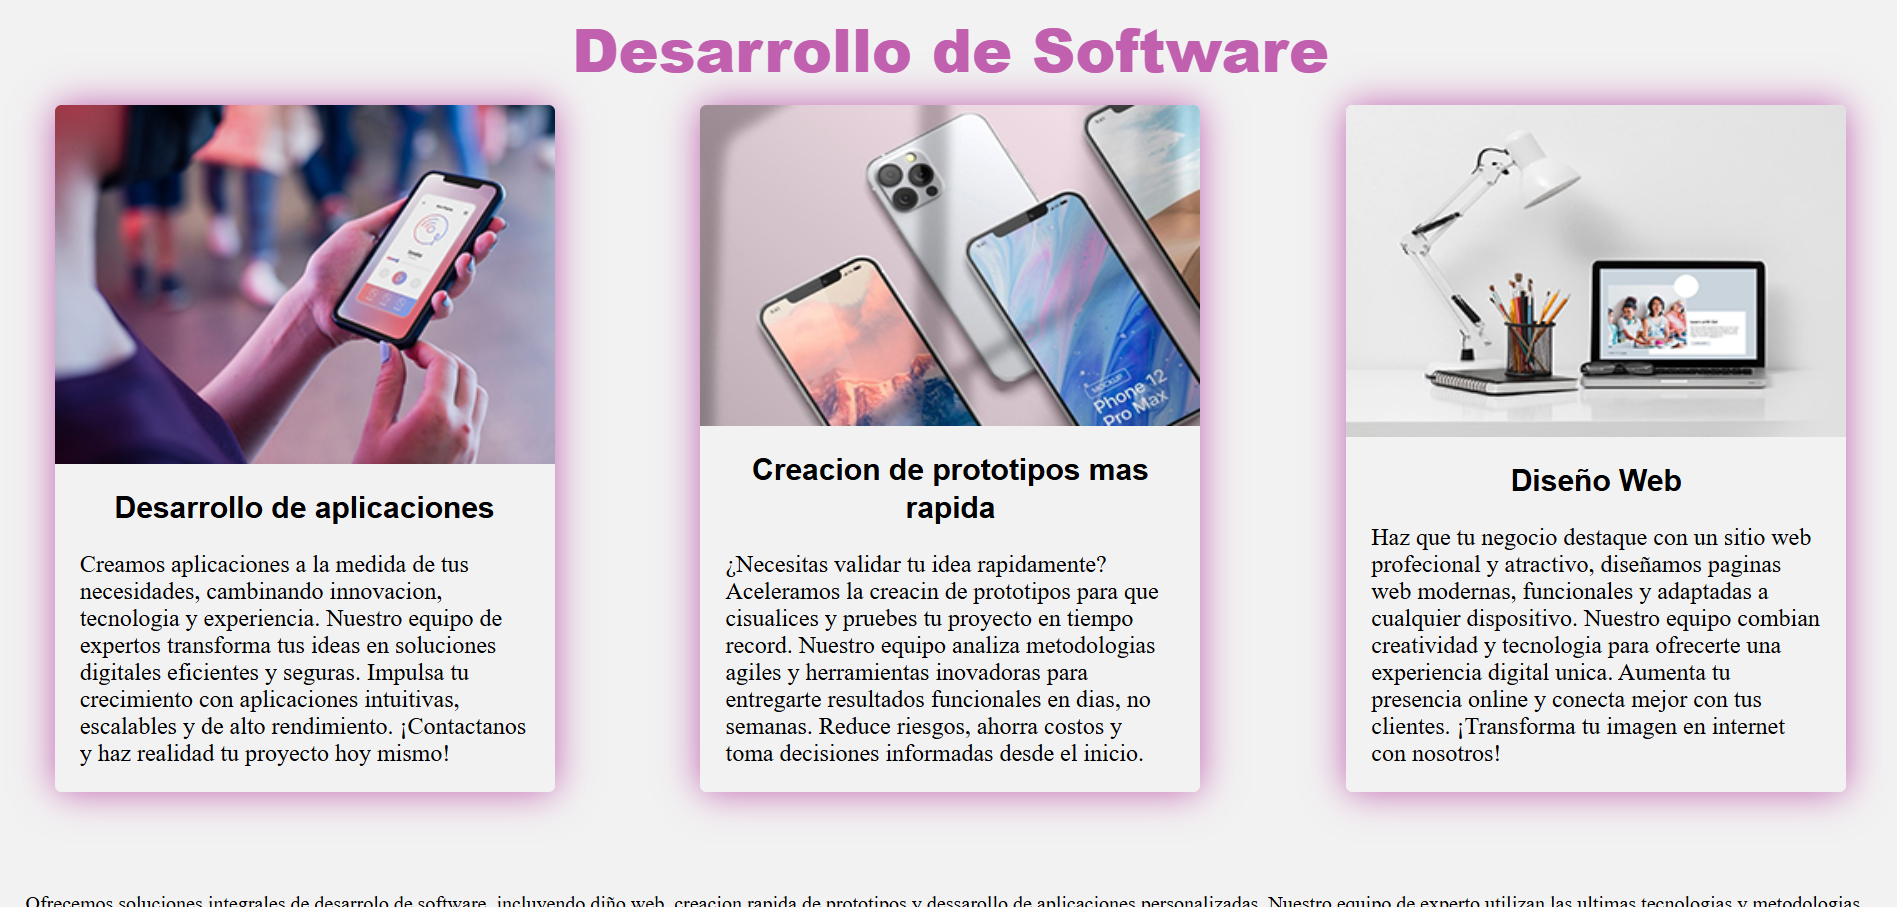 Desarrollo de Software
MOCKUP
Phone 12
Pro Max
Desarrollo de aplicaciones
Creamos aplicaciones a la medida de tus
necesidades, cambinando innovacion,
tecnologia y experiencia. Nuestro equipo de
expertos transforma tus ideas en soluciones
digitales eficientes y seguras. Impulsa tu
crecimiento con aplicaciones intuitivas,
escalables y de alto rendimiento. ¡Contactanos
y haz realidad tu proyecto hoy mismo!
Creacion de prototipos mas
rapida
¿Necesitas validar tu idea rapidamente?
Aceleramos la creacin de prototipos para que
cisualices y pruebes tu proyecto en tiempo
record. Nuestro equipo analiza metodologias
agiles y herramientas inovadoras para
entregarte resultados funcionales en dias, no
semanas. Reduce riesgos, ahorra costos y
toma decisiones informadas desde el inicio.
Diseño Web
Haz que tu negocio destaque con un sitio web
profecional y atractivo, diseñamos paginas
web modernas, funcionales y adaptadas a
cualquier dispositivo. Nuestro equipo combian
creatividad y tecnologia para ofrecerte una
experiencia digital unica. Aumenta tu
presencia online y conecta mejor con tus
clientes. ¡Transforma tu imagen en internet
con nosotros!
Ofrecemos soluciones integrales de desarrolo de software, incluyendo diño web, creacion rapida de prototipos y dessarollo de aplicaciones personalizadas. Nuestro equipo de experto utilizan las ultimas tecnologias y metodologias